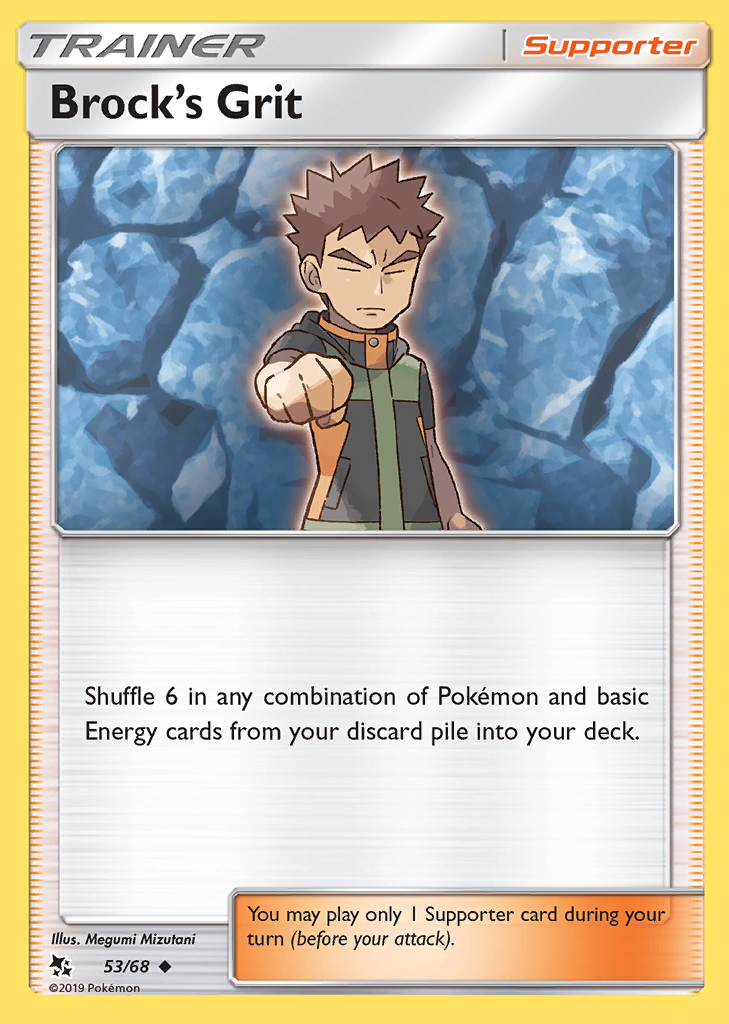 TRAINER
Supporter
Brock's Grit
Shuffle 6 in any combination of Pokémon and basic
Energy cards from your discard pile into your deck.
You may play only 1 Supporter card during your
turn (before your attack).
Illus. Megumi Mizutani
53/68
©2019 Pokémon